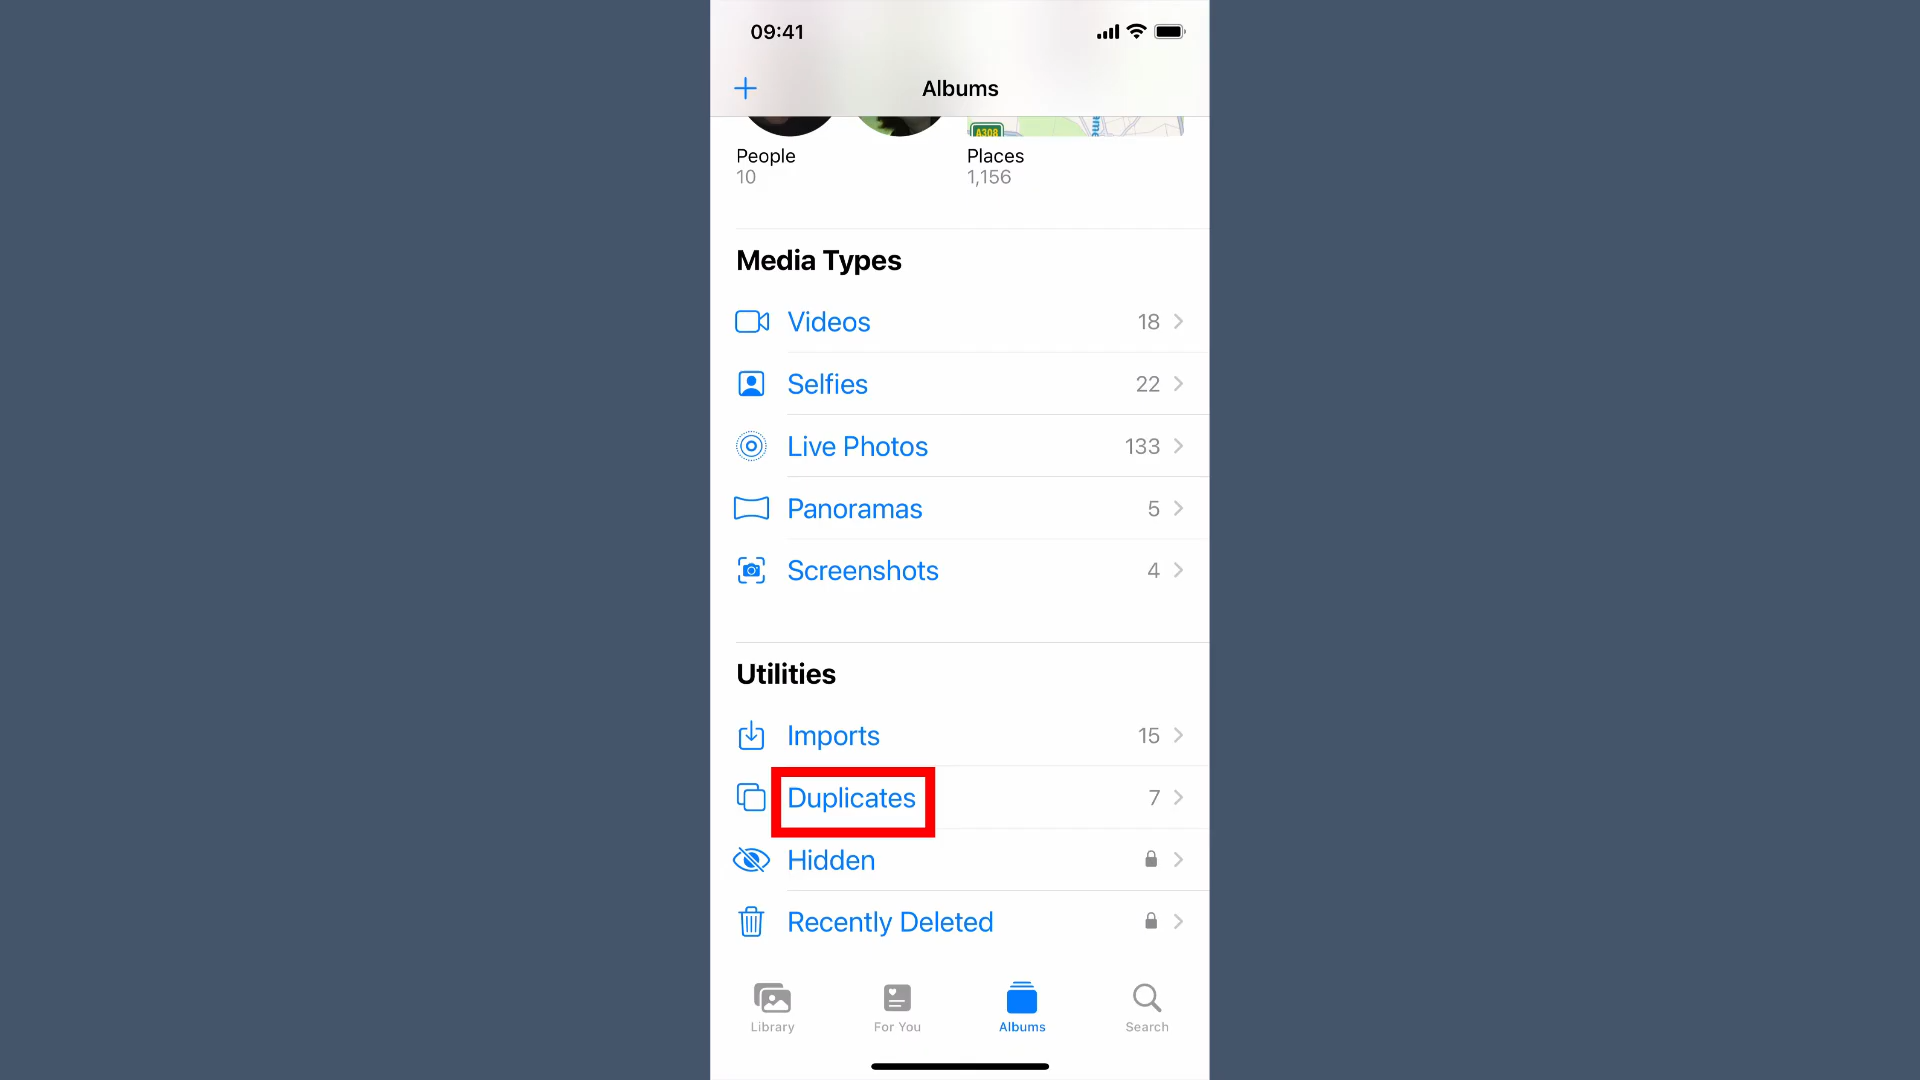 09:41
Albums
A308
People
Places
10
1,156
Media Types
Videos 18
Selfies 22
Live Photos 133
Panoramas 5
Screenshots 4
Utilities
Imports 15
Duplicates 7
Hidden
Recently Deleted
Library
For You
Albums
Search